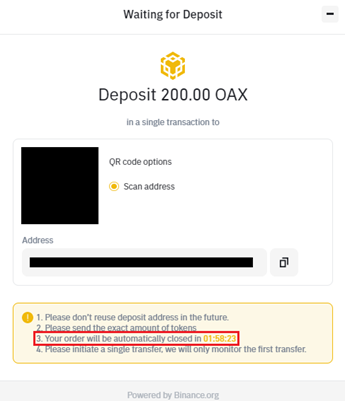 Waiting for Deposit
Deposit 200.00 OAX
in a single transaction to
QR code options
Scan address
Address
1. Please don't reuse deposit address in the future.
2. Please send the exact amount of tokens
3. Your order will be automatically closed in 01:58:23
4. Please initiate a single transfer, we will only monitor the first transfer.
Powered by Binance.org